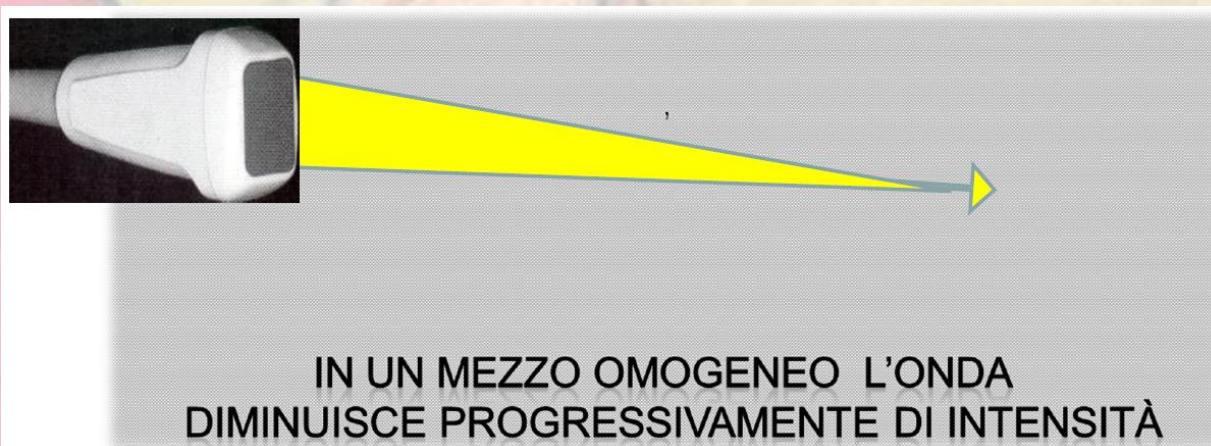 ,
IN UN MEZZO OMOGENEO L'ONDA
DIMINUISCE PROGRESSIVAMENTE DI INTENSITÀ